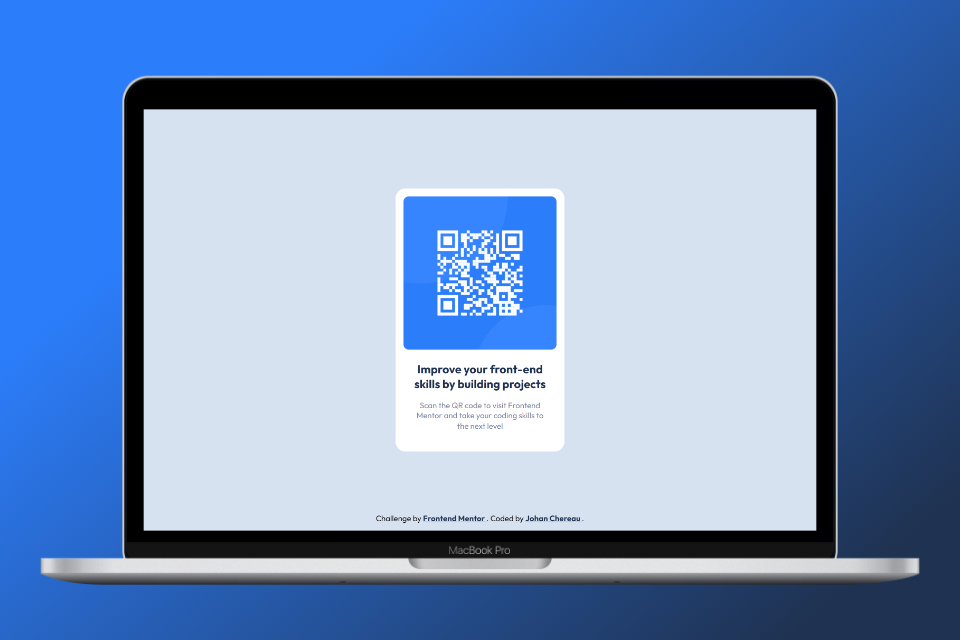 Improve your front-end
skills by building projects
Scan the QR code to visit Frontend
Mentor and take your coding skills to
the next level
Challenge by Frontend Mentor . Coded by Johan Chereau .
MacBook Pro